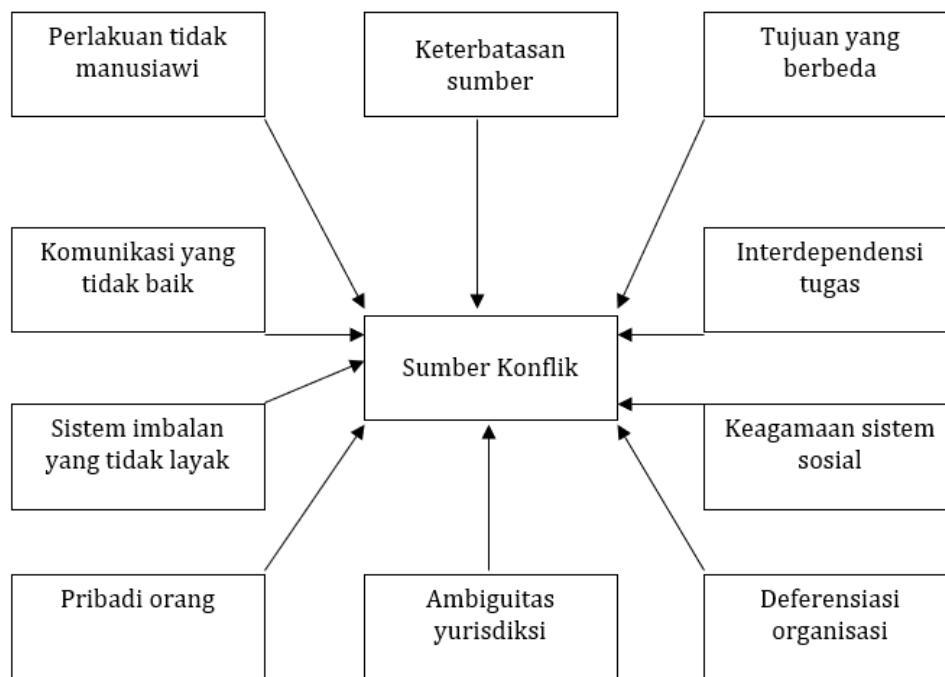 Perlakuan tidak
manusiawi
Keterbatasan
sumber
Tujuan yang
berbeda
Komunikasi yang
tidak baik
Interdependensi
tugas
Sumber Konflik
Sistem imbalan
yang tidak layak
Keagamaan sistem
sosial
Pribadi orang
Ambiguitas
yurisdiksi
Deferensiasi
organisasi